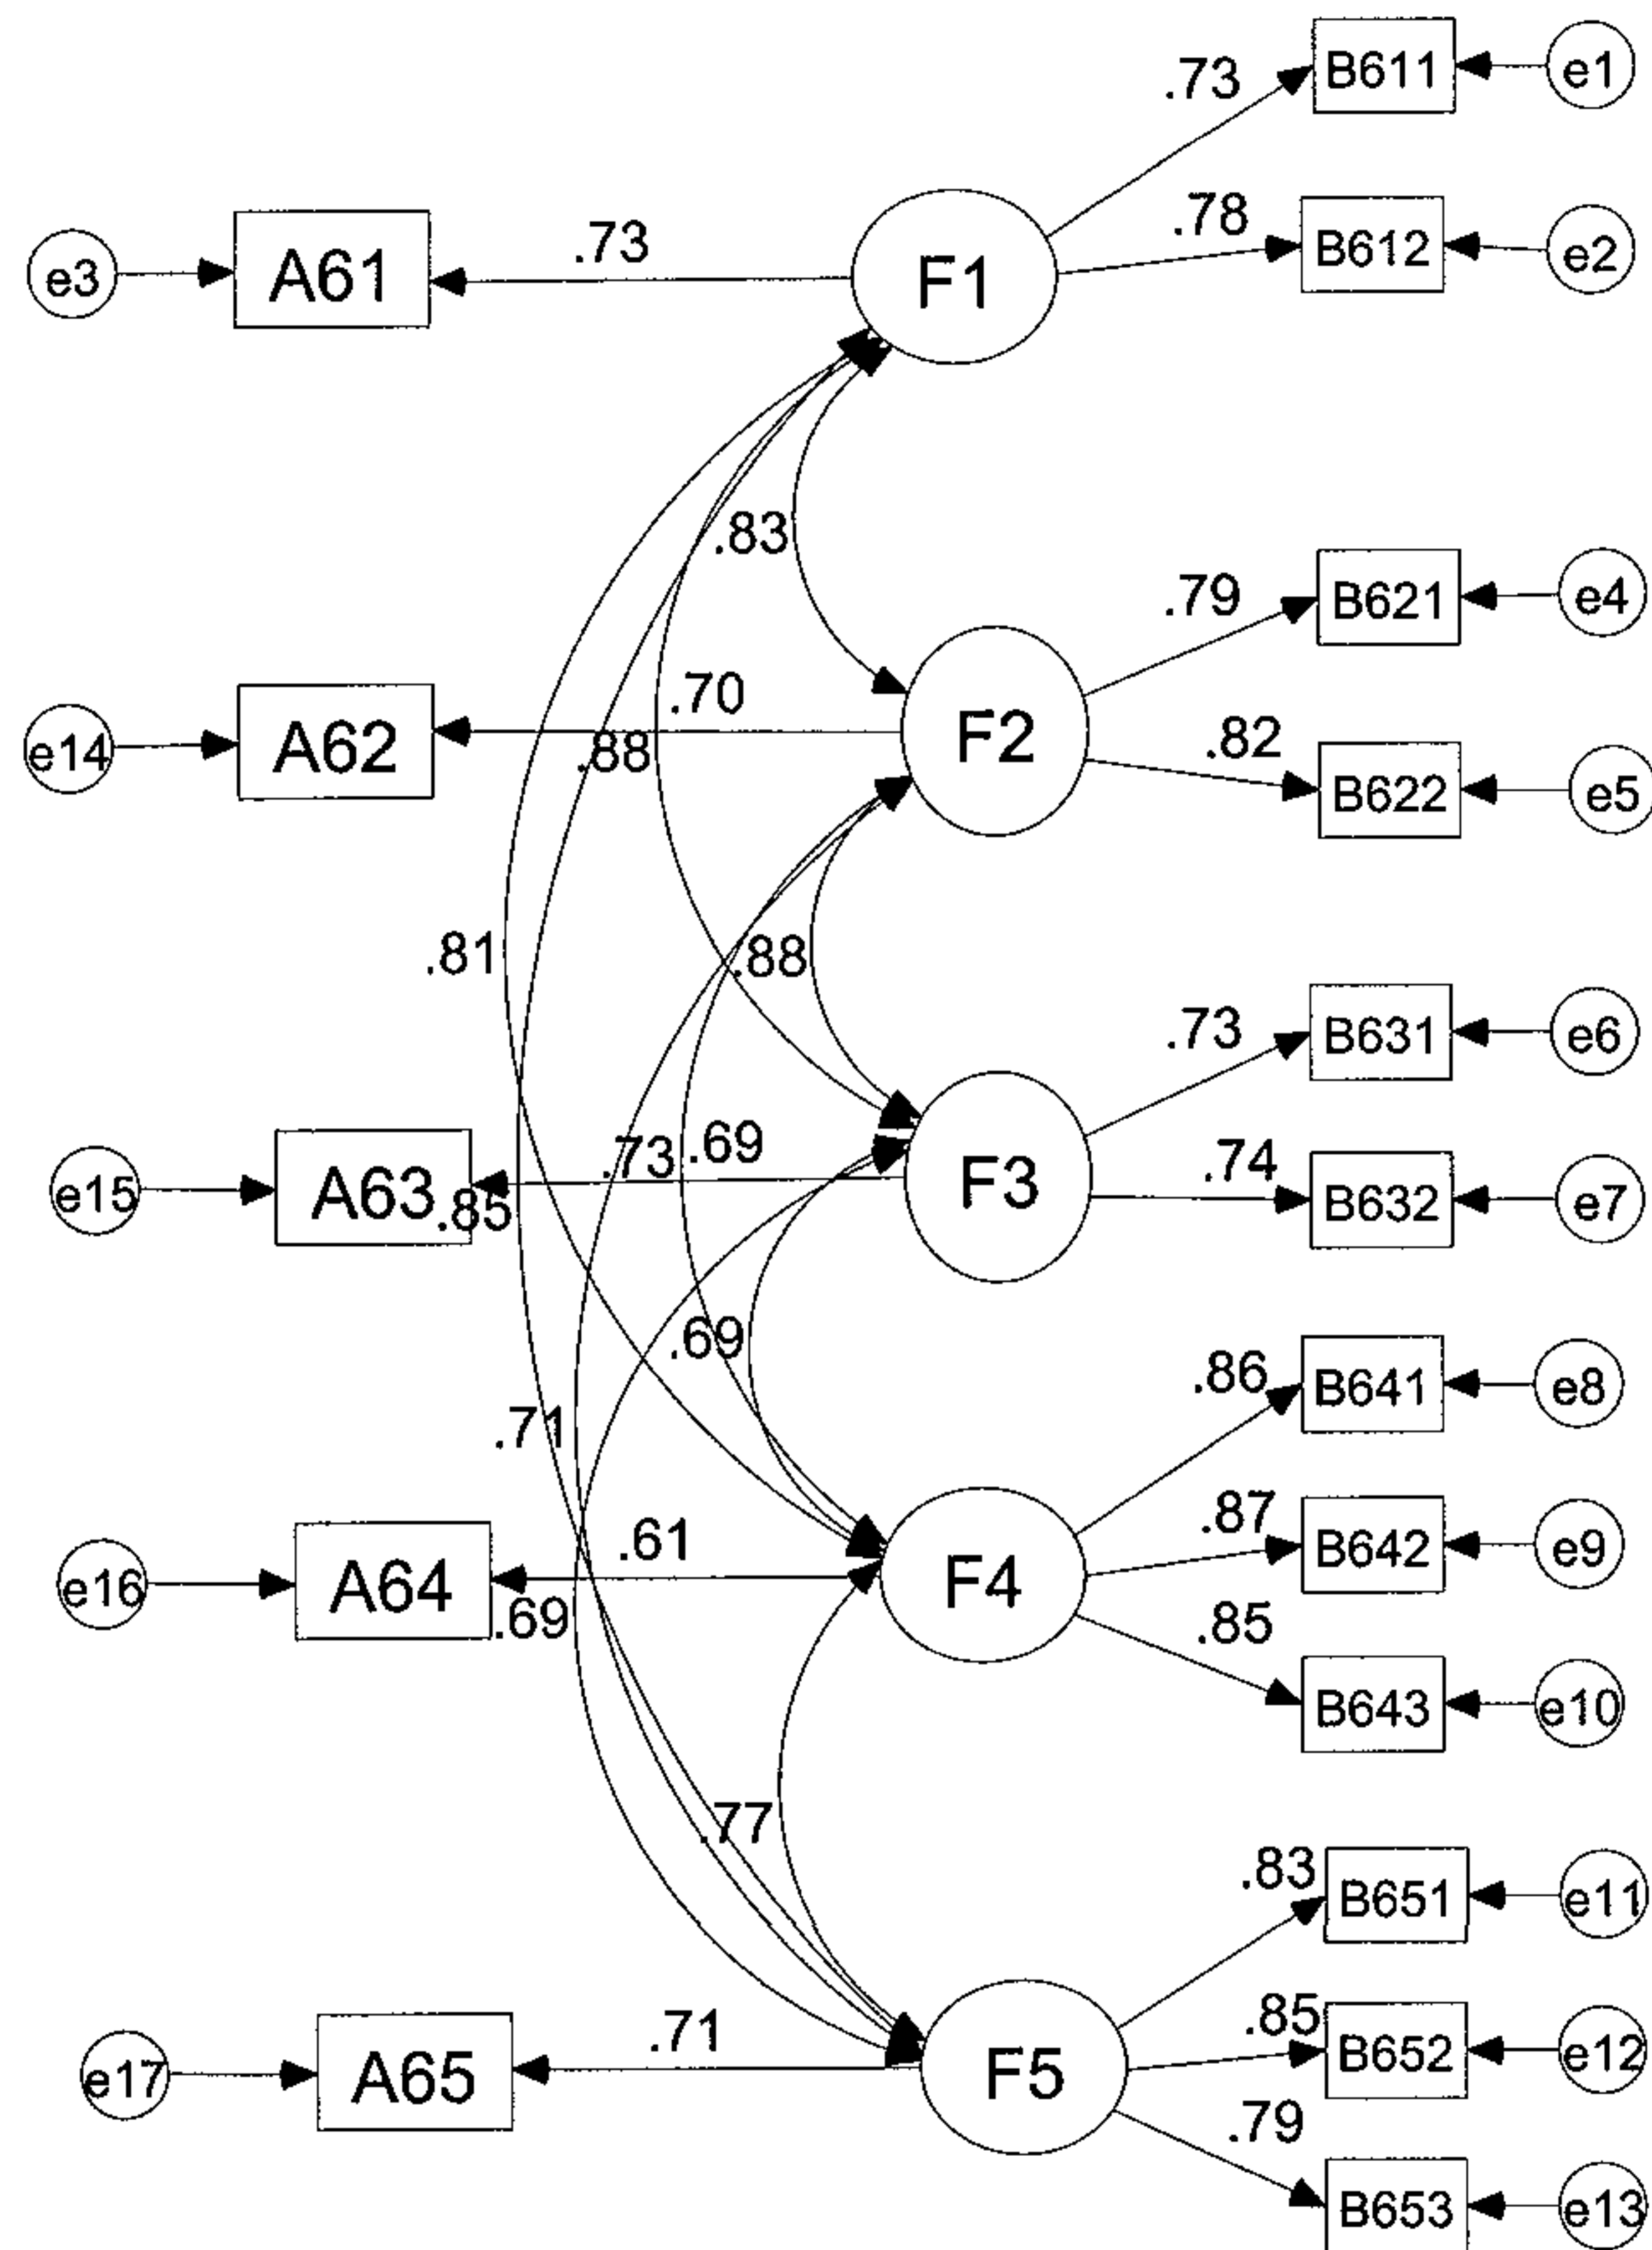 .73 B611 e1
.78 B612 e2
e3 A61 .73 F1
.83
.79 B621 e4
e14 A62 .70 F2
.88
.82 B622 e5
.81 .88
.73 B631 e6
e15 A63 .73 .69 F3
.85
.74 B632 e7
.69
.86 B641 e8
.71
.87 B642 e9
e16 A64 .61 F4
.69
.85 B643 e10
.77
.83 B651 e11
e17 A65 .71 F5
.85 B652 e12
.79 B653 e13